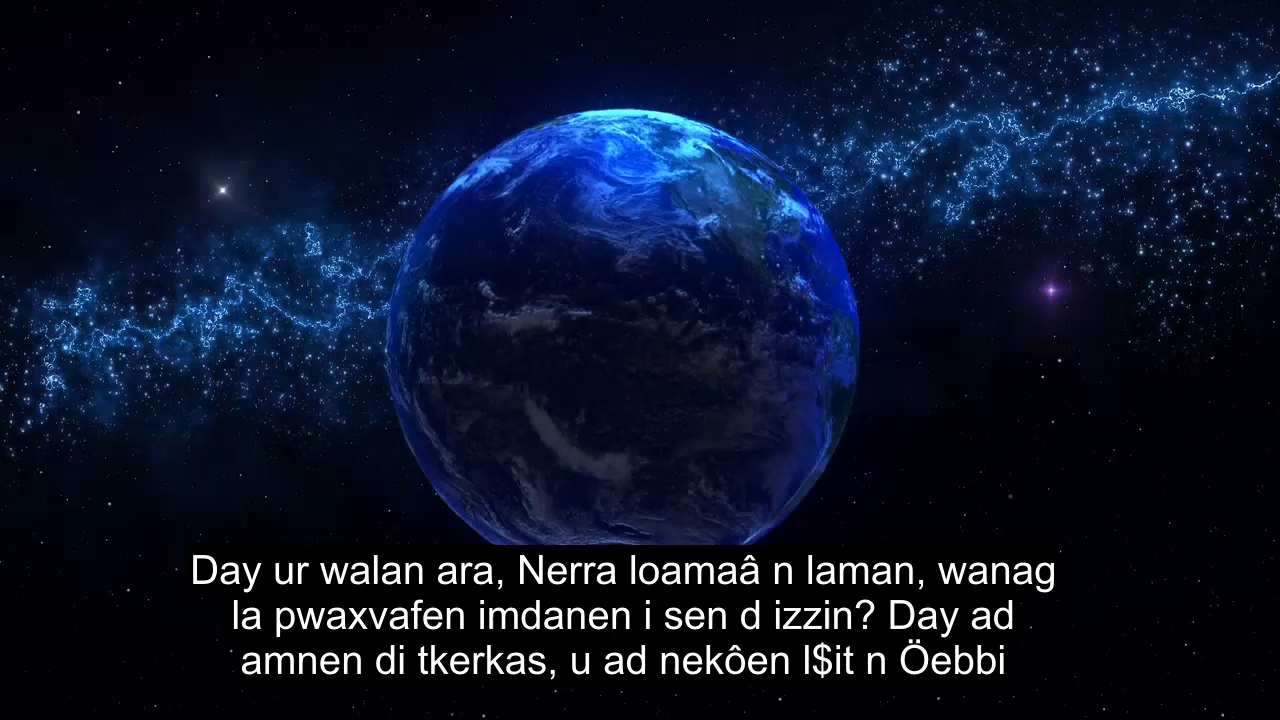 Day ur walan ara, Nerra loamaâ n laman, wanag
la pwaxvafen imdanen i sen d izzin? Day ad
amnen di tkerkas, u ad nekôen l$it n Öebbi